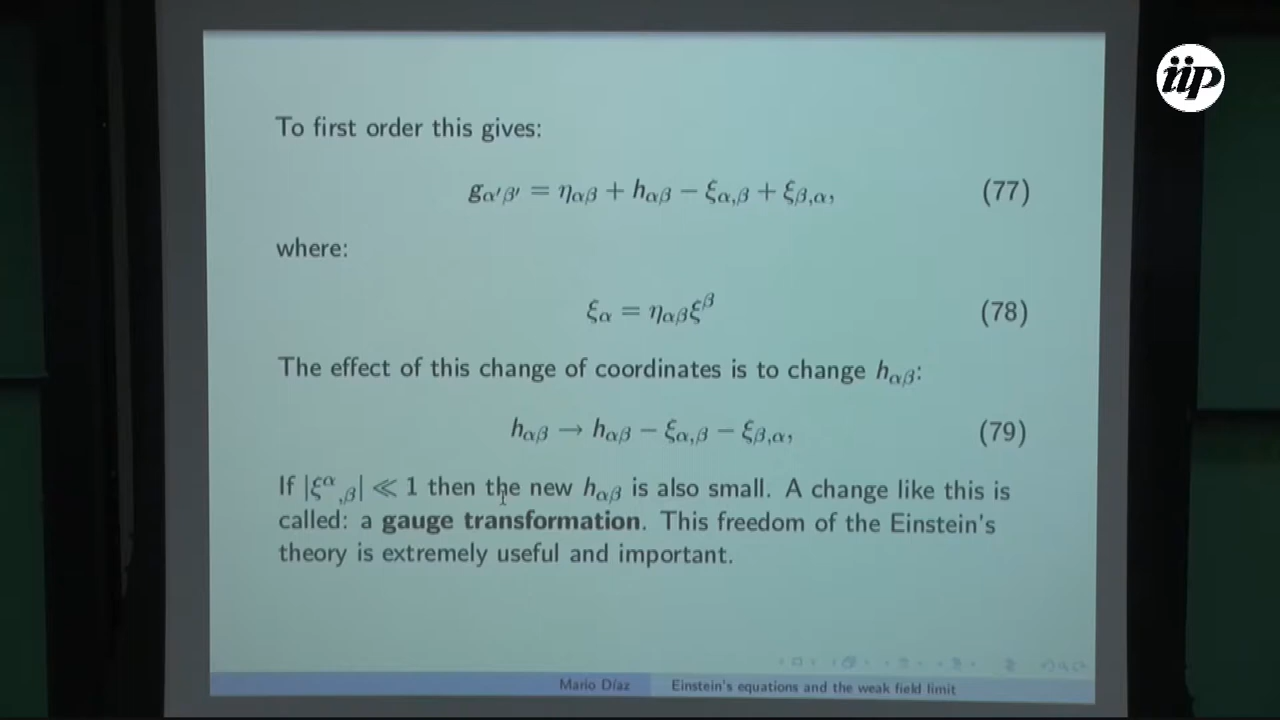 iip
To first order this gives:
gα′β′ = ηαβ + hαβ − ξα,β + ξβ,α, (77)
where:
ξα = ηαβξ^β (78)
The effect of this change of coordinates is to change hαβ:
hαβ → hαβ − ξα,β − ξβ,α, (79)
If |ξ^α,β| ≪ 1 then the new hαβ is also small. A change like this is
called: a gauge transformation. This freedom of the Einstein's
theory is extremely useful and important.
Mario Díaz Einstein's equations and the weak field limit